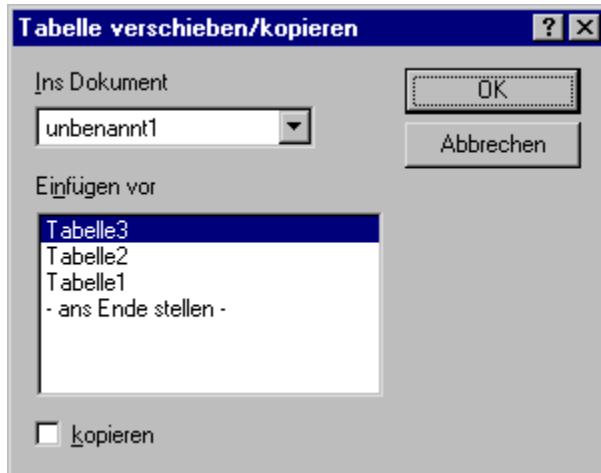 Tabelle verschieben/kopieren
Ins Dokument
OK
unbenannt1
Abbrechen
Einfügen vor
Tabelle3
Tabelle2
Tabelle1
- ans Ende stellen -
kopieren